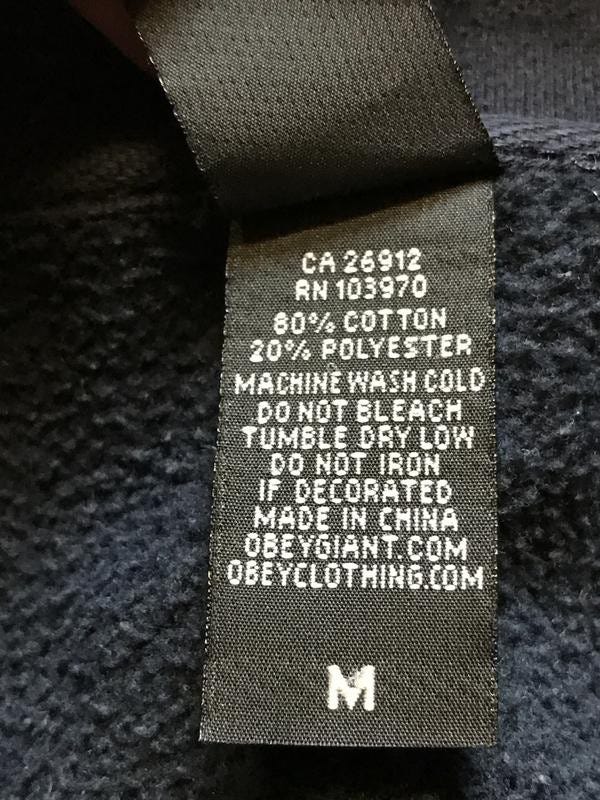 CA 26912
RN 103970
80% COTTON
20% POLYESTER
MACHINE WASH COLD
DO NOT BLEACH
TUMBLE DRY LOW
DO NOT IRON
IF DECORATED
MADE IN CHINA
OBEYGIANT.COM
OBEYCLOTHING.COM
M